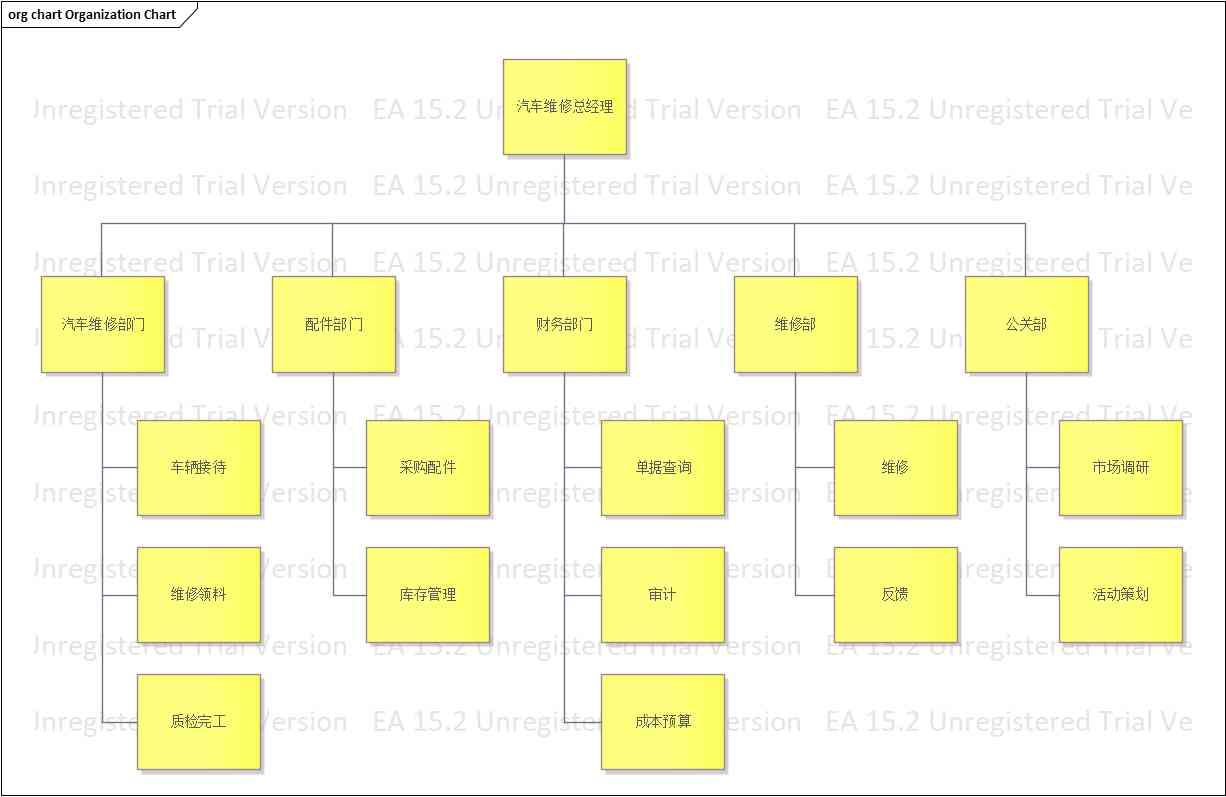 org chart Organization Chart
汽车维修总经理
Unregistered Trial Version EA 15.2 Unregistered Trial Version EA 15.2 Unregistered Trial Ve
汽车维修部门
配件部门
财务部门
维修部
公关部
车辆接待
采购配件
单据查询
维修
市场调研
维修领料
库存管理
审计
反馈
活动策划
质检完工
成本预算